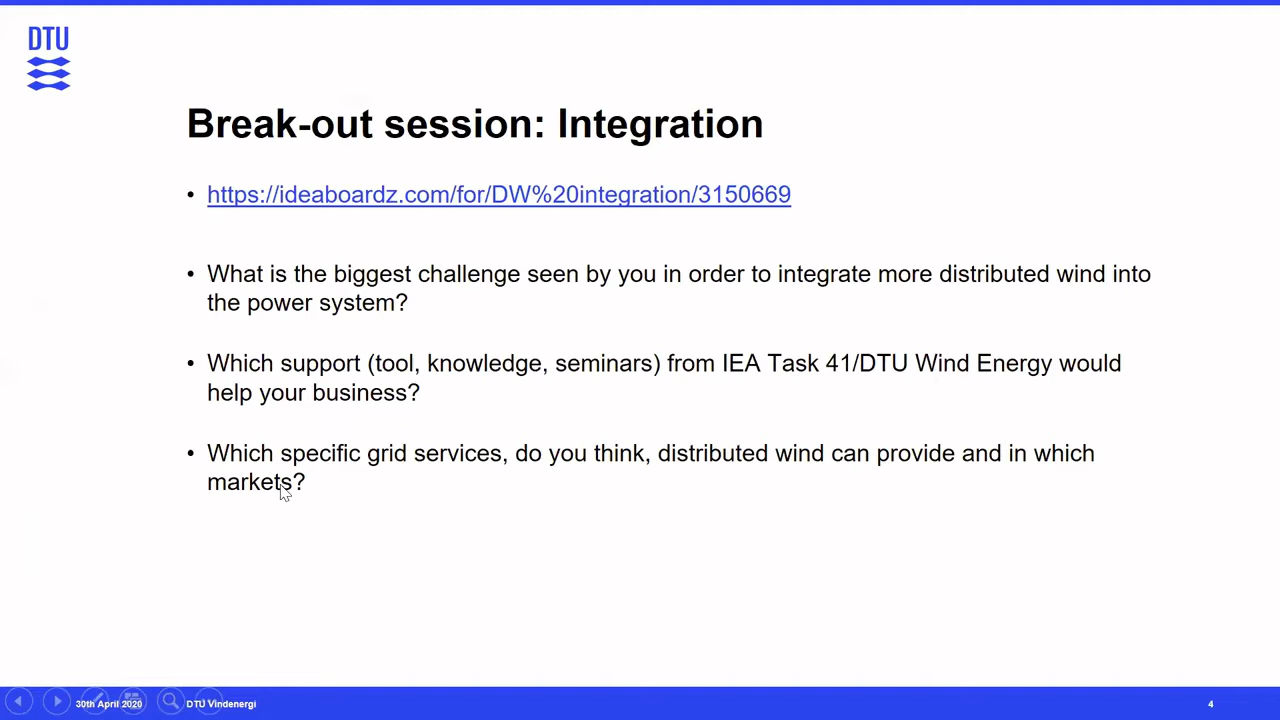 DTU
Break-out session: Integration
• https://ideaboardz.com/for/DW%20integration/3150669
• What is the biggest challenge seen by you in order to integrate more distributed wind into
the power system?
• Which support (tool, knowledge, seminars) from IEA Task 41/DTU Wind Energy would
help your business?
• Which specific grid services, do you think, distributed wind can provide and in which
markets?
30th April 2020 DTU Vindenergi 4